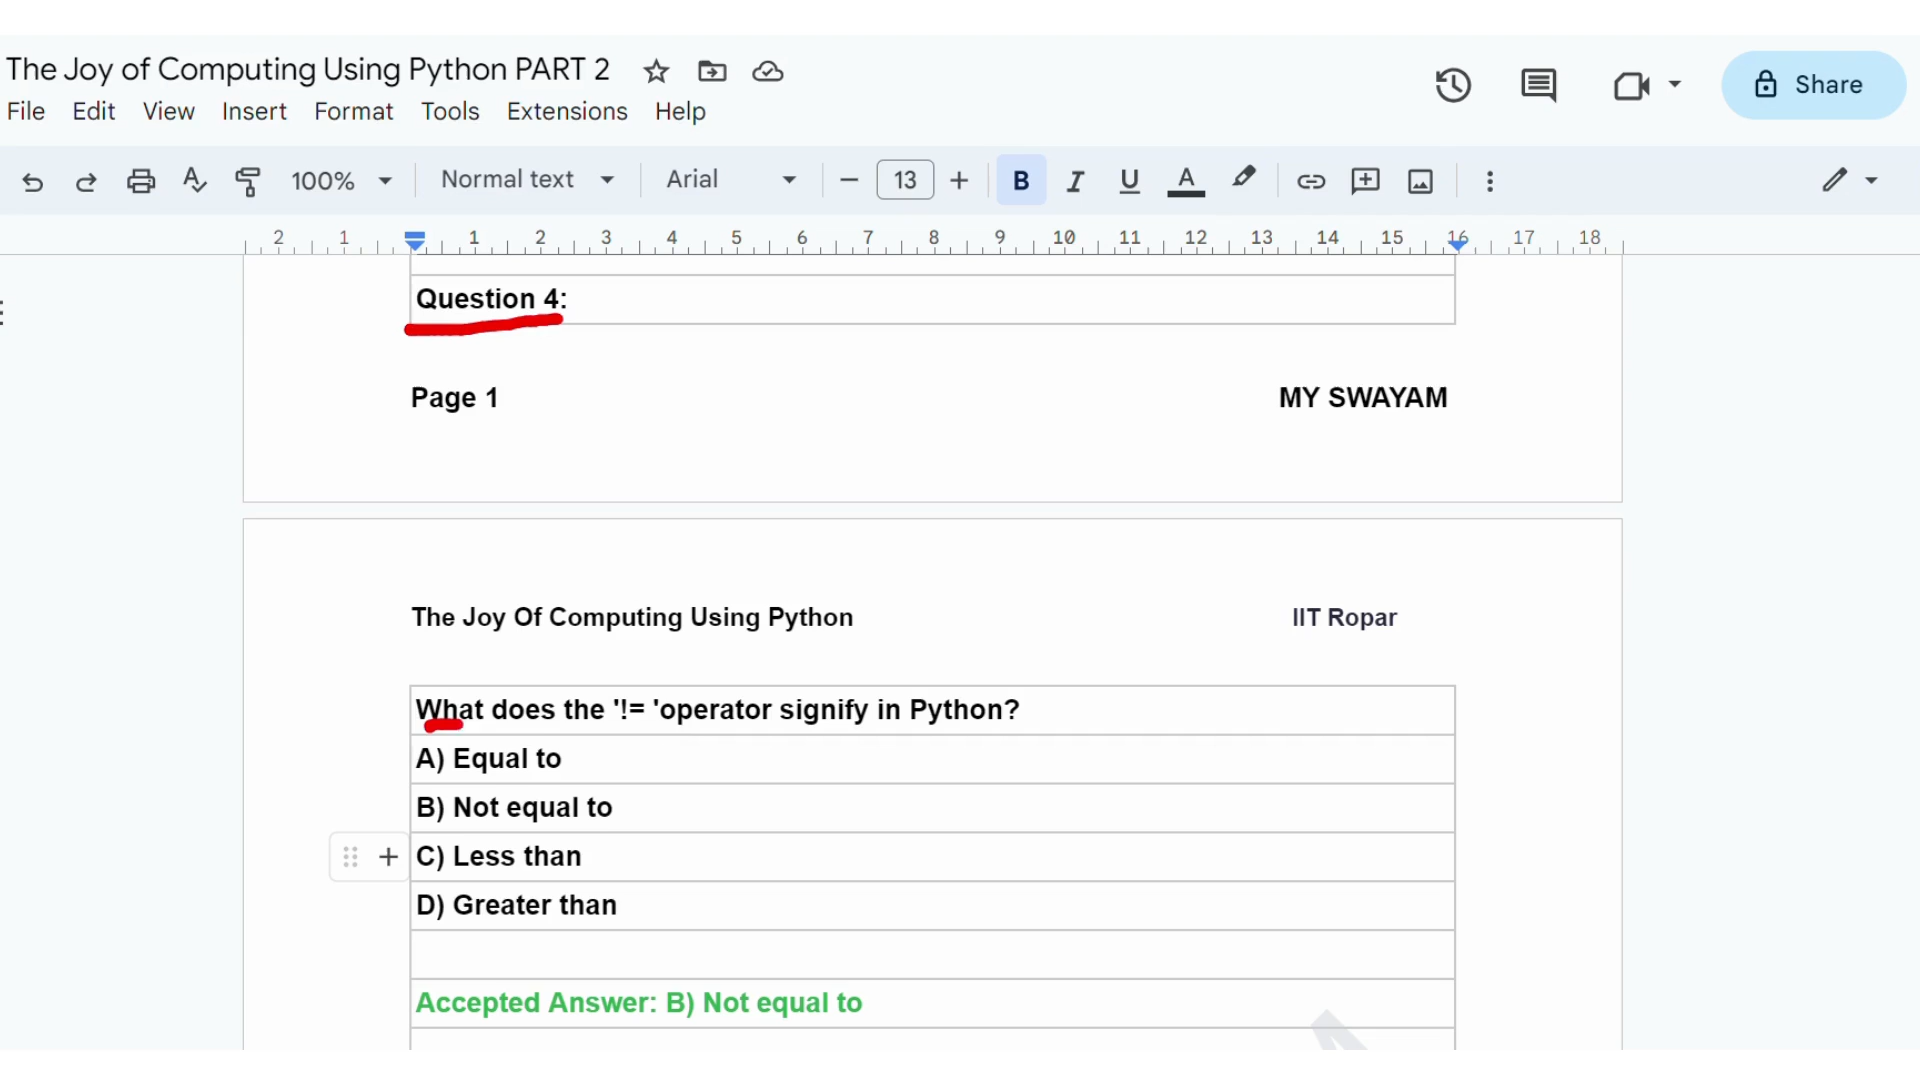 The Joy of Computing Using Python PART 2
File Edit View Insert Format Tools Extensions Help
Share
100% Normal text Arial 13 B I U A
2 1 1 2 3 4 5 6 7 8 9 10 11 12 13 14 15 16 17 18
Question 4:
Page 1 MY SWAYAM
The Joy Of Computing Using Python IIT Ropar
What does the '!= 'operator signify in Python?
A) Equal to
B) Not equal to
C) Less than
D) Greater than
Accepted Answer: B) Not equal to